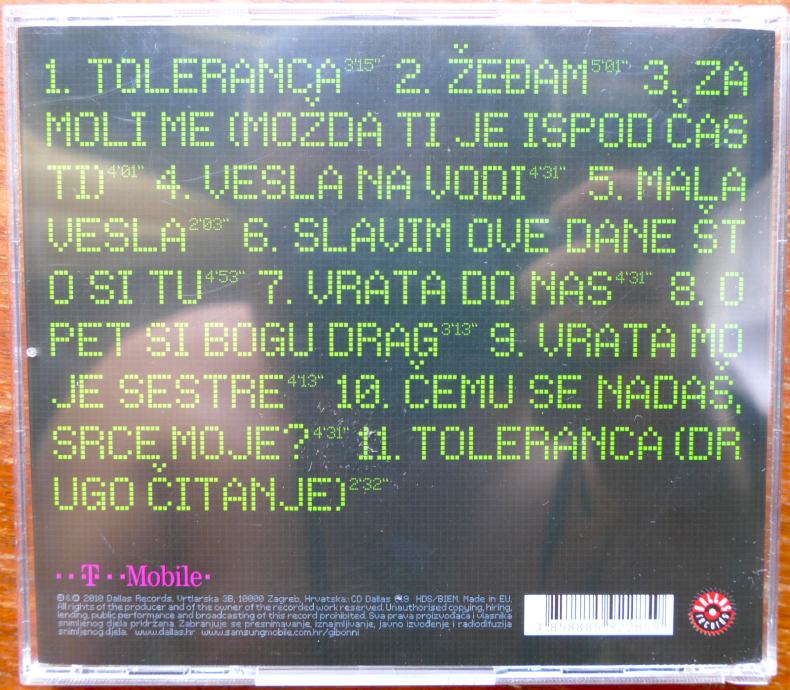 1. TOLERANCA 3'15" 2. ŽEĐAM 5'01" 3. ZA
MOLI ME (MOŽDA TI JE ISPOD ČAS
TI) 4'01" 4. VESLA NA VODI 4'31" 5. MALA
VESLA 2'03" 6. SLAVIM OVE DANE ŠT
O SI TU 4'53" 7. VRATA DO NAS 4'31" 8. O
PET SI BOGU DRAG 3'13" 9. VRATA MO
JE SESTRE 4'13" 10. ČEMU SE NADAŠ,
SRCE MOJE? 4'31 11. TOLERANCA (DR
UGO ČITANJE) 2'32"
··T··Mobile·
℗&© 2010 Dallas Records, Vrtlarska 3B, 10000 Zagreb, Hrvatska: CD Dallas HDS/BIEM. Made in EU.
All rights of the producer and of the owner of the recorded work reserved. Unauthorised copying, hiring,
lending, public performance and broadcasting of this record prohibited. Sva prava proizvođača i vlasnika
snimljenog djela pridržana. Zabranjuje se presnimavanje, iznajmljivanje, javno izvođenje i radiodifuzija
snimljenog djela. www.dallas.hr www.samsungmobile.com.hr/gibonni
DALLAS records